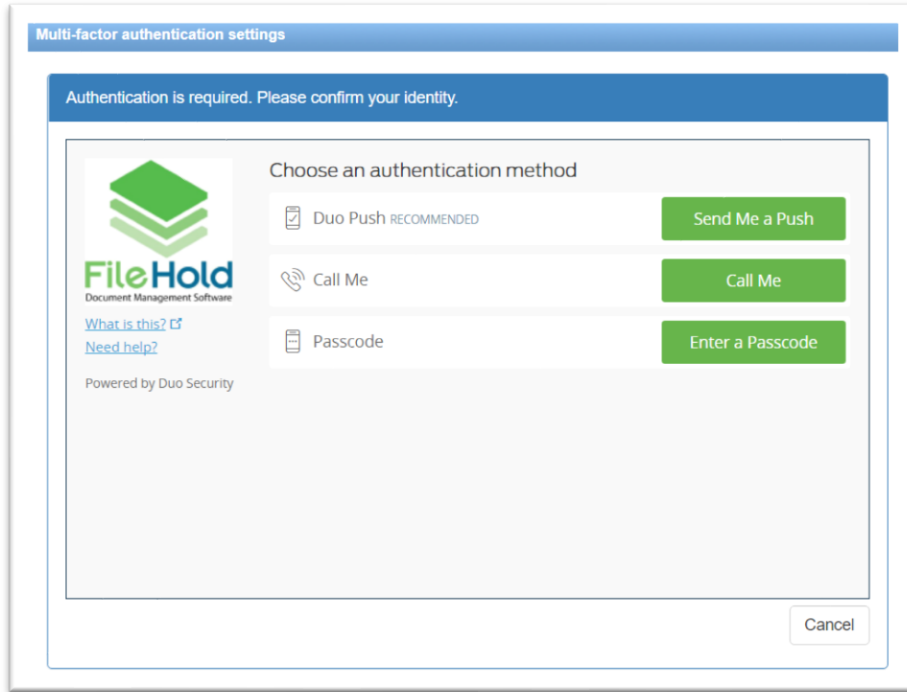 Multi-factor authentication settings
Authentication is required. Please confirm your identity.
FileHold
Document Management Software
What is this?
Need help?
Powered by Duo Security
Choose an authentication method
Duo Push RECOMMENDED
Send Me a Push
Call Me
Call Me
Passcode
Enter a Passcode
Cancel